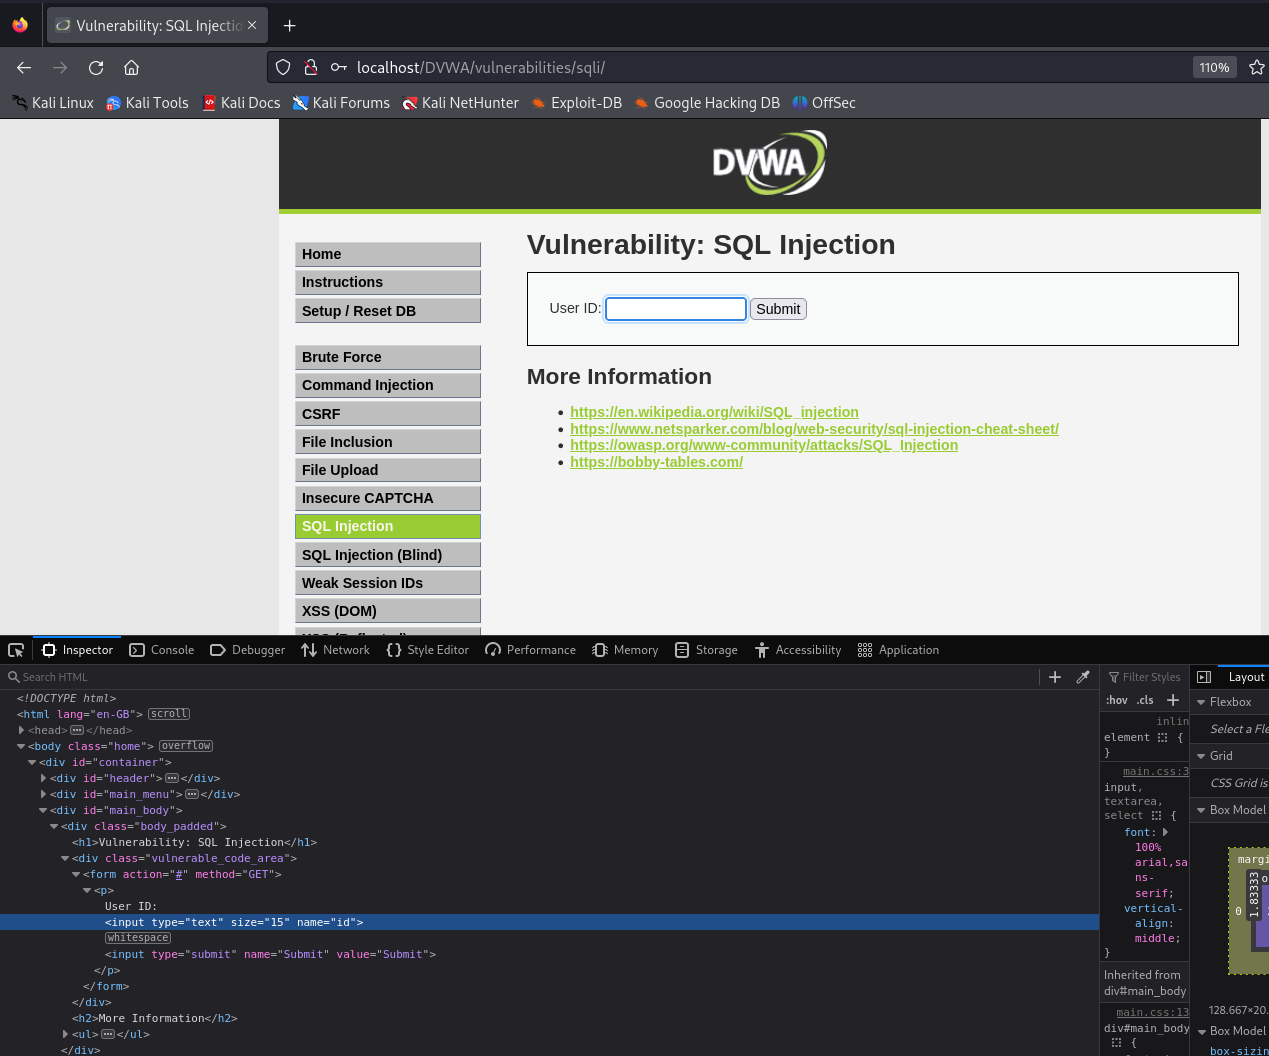 Vulnerability: SQL Injectio
localhost/DVWA/vulnerabilities/sqli/
110%
Kali Linux Kali Tools Kali Docs Kali Forums Kali NetHunter Exploit-DB Google Hacking DB OffSec
DVWA
Home
Instructions
Setup / Reset DB
Brute Force
Command Injection
CSRF
File Inclusion
File Upload
Insecure CAPTCHA
SQL Injection
SQL Injection (Blind)
Weak Session IDs
XSS (DOM)
Vulnerability: SQL Injection
User ID: Submit
More Information
https://en.wikipedia.org/wiki/SQL_injection
https://www.netsparker.com/blog/web-security/sql-injection-cheat-sheet/
https://owasp.org/www-community/attacks/SQL_Injection
https://bobby-tables.com/
Inspector Console Debugger Network Style Editor Performance Memory Storage Accessibility Application
Search HTML
<!DOCTYPE html>
<html lang="en-GB"> scroll
<head> </head>
<body class="home"> overflow
<div id="container">
<div id="header"> </div>
<div id="main_menu"> </div>
<div id="main_body">
<div class="body_padded">
<h1>Vulnerability: SQL Injection</h1>
<div class="vulnerable_code_area">
<form action="#" method="GET">
<p>
User ID:
<input type="text" size="15" name="id">
whitespace
<input type="submit" name="Submit" value="Submit">
</p>
</form>
</div>
<h2>More Information</h2>
<ul> </ul>
</div>
Filter Styles
:hov .cls
inlin
element {
}
main.css:3
input,
textarea,
select {
font:
100%
arial,sa
ns-
serif;
vertical-
align:
middle;
}
Inherited from
div#main_body
main.css:13
div#main_body
{
Layout
Flexbox
Select a Fle
Grid
CSS Grid is
Box Model
margi
0
1.83333
128.667×20.
Box Model
box-sizin